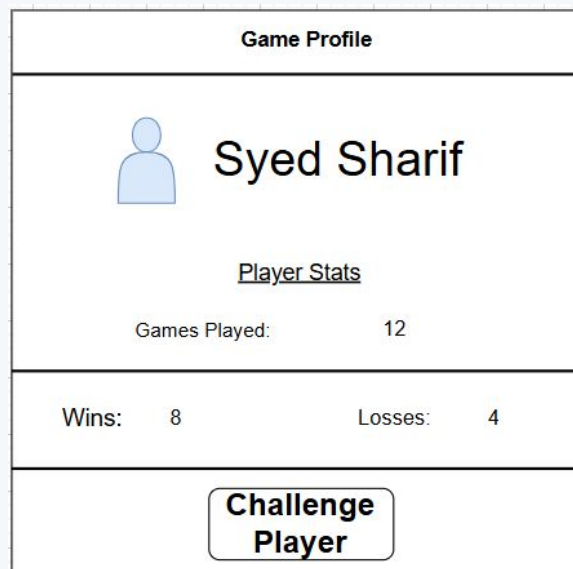 Game Profile
Syed Sharif
Player Stats
Games Played: 12
Wins: 8 Losses: 4
Challenge
Player